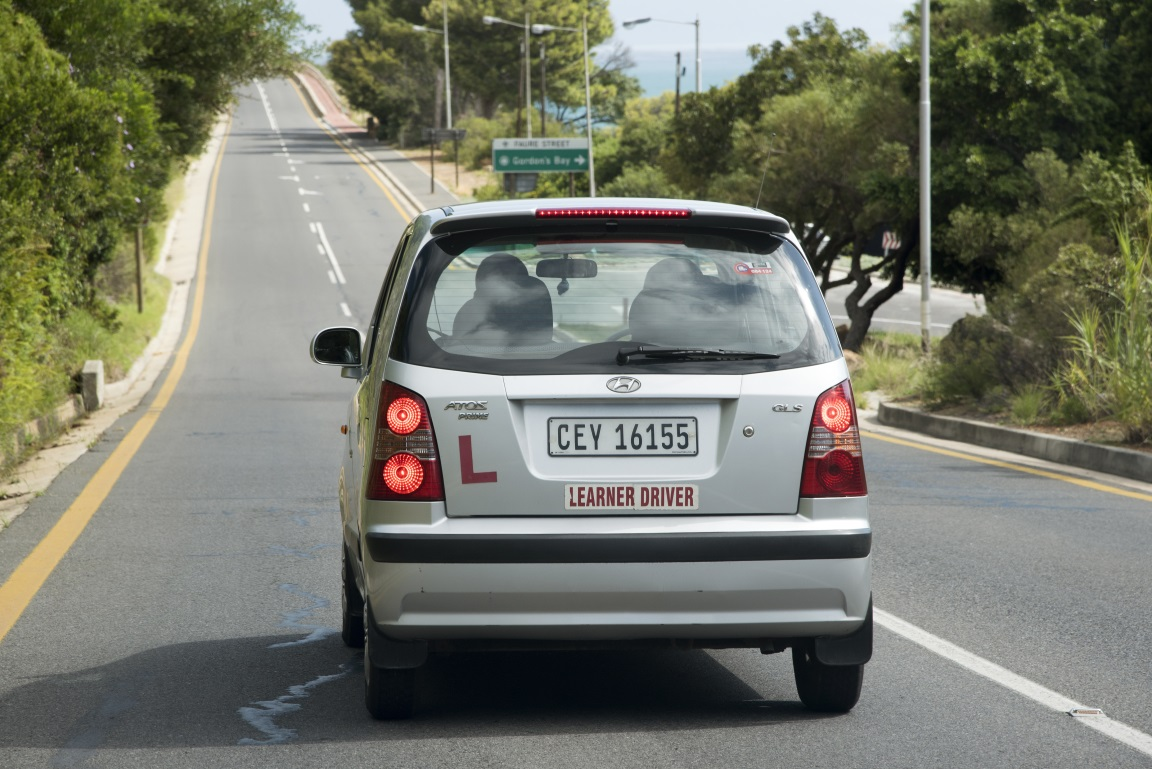 FAURE STREET
Gordon's Bay
ATOS
PRIME
GLS
CEY 16155
L
LEARNER DRIVER